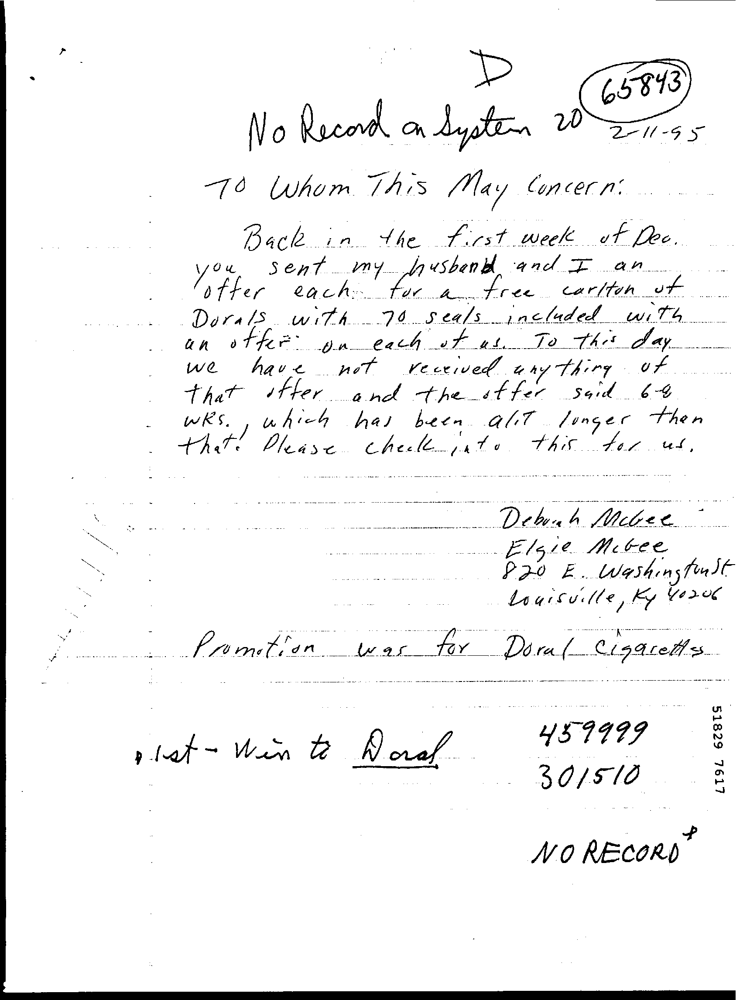 D
65843
No Record on System 20
2-11-95
To Whom This May Concern:
Back in the first week of Dec.
you sent my husband and I an
offer each for a free carlton of
Dorals with 70 seals included with
an offer on each of us. To this day
we have not received anything of
that offer and the offer said 6-8
wks., which has been alit longer than
that. Please check into this for us.
Deborah McGee
Elgie McGee
820 E. Washington St.
Louisville, Ky 40206
Promotion was for Doral Cigarettes
1st - Win to Doral
459999
301510
NO RECORD*
51829 7617